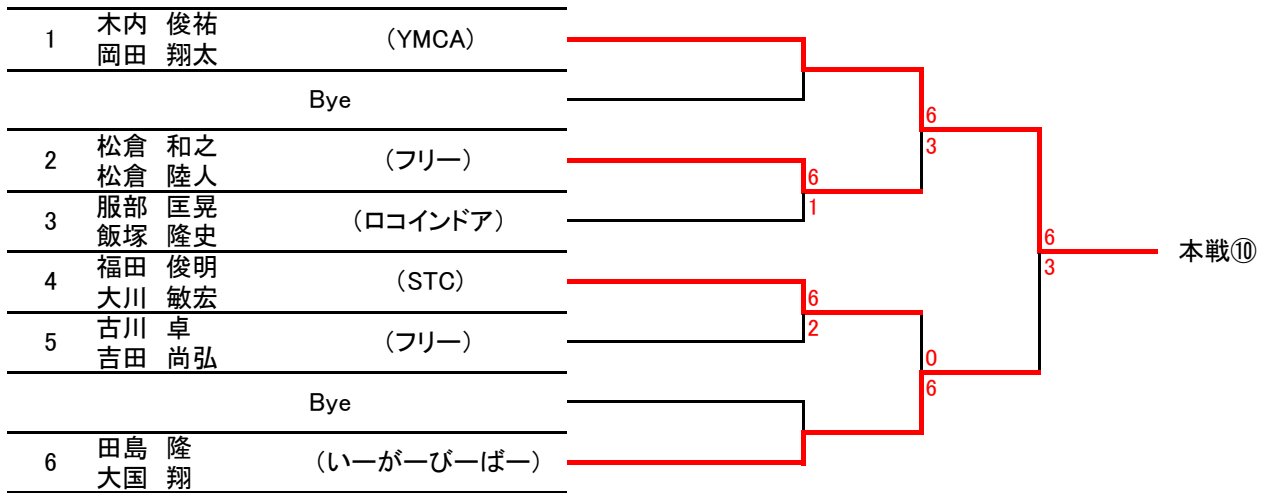 1 木内 俊祐 (YMCA)
岡田 翔太
Bye
6
3
2 松倉 和之 (フリー)
松倉 陸人
6
1
3 服部 匡晃 (ロコインドア)
飯塚 隆史
6
3
本戦⑩
4 福田 俊明 (STC)
大川 敏宏
6
2
5 古川 卓 (フリー)
吉田 尚弘
0
6
Bye
6 田島 隆 (いーがーびーばー)
大国 翔